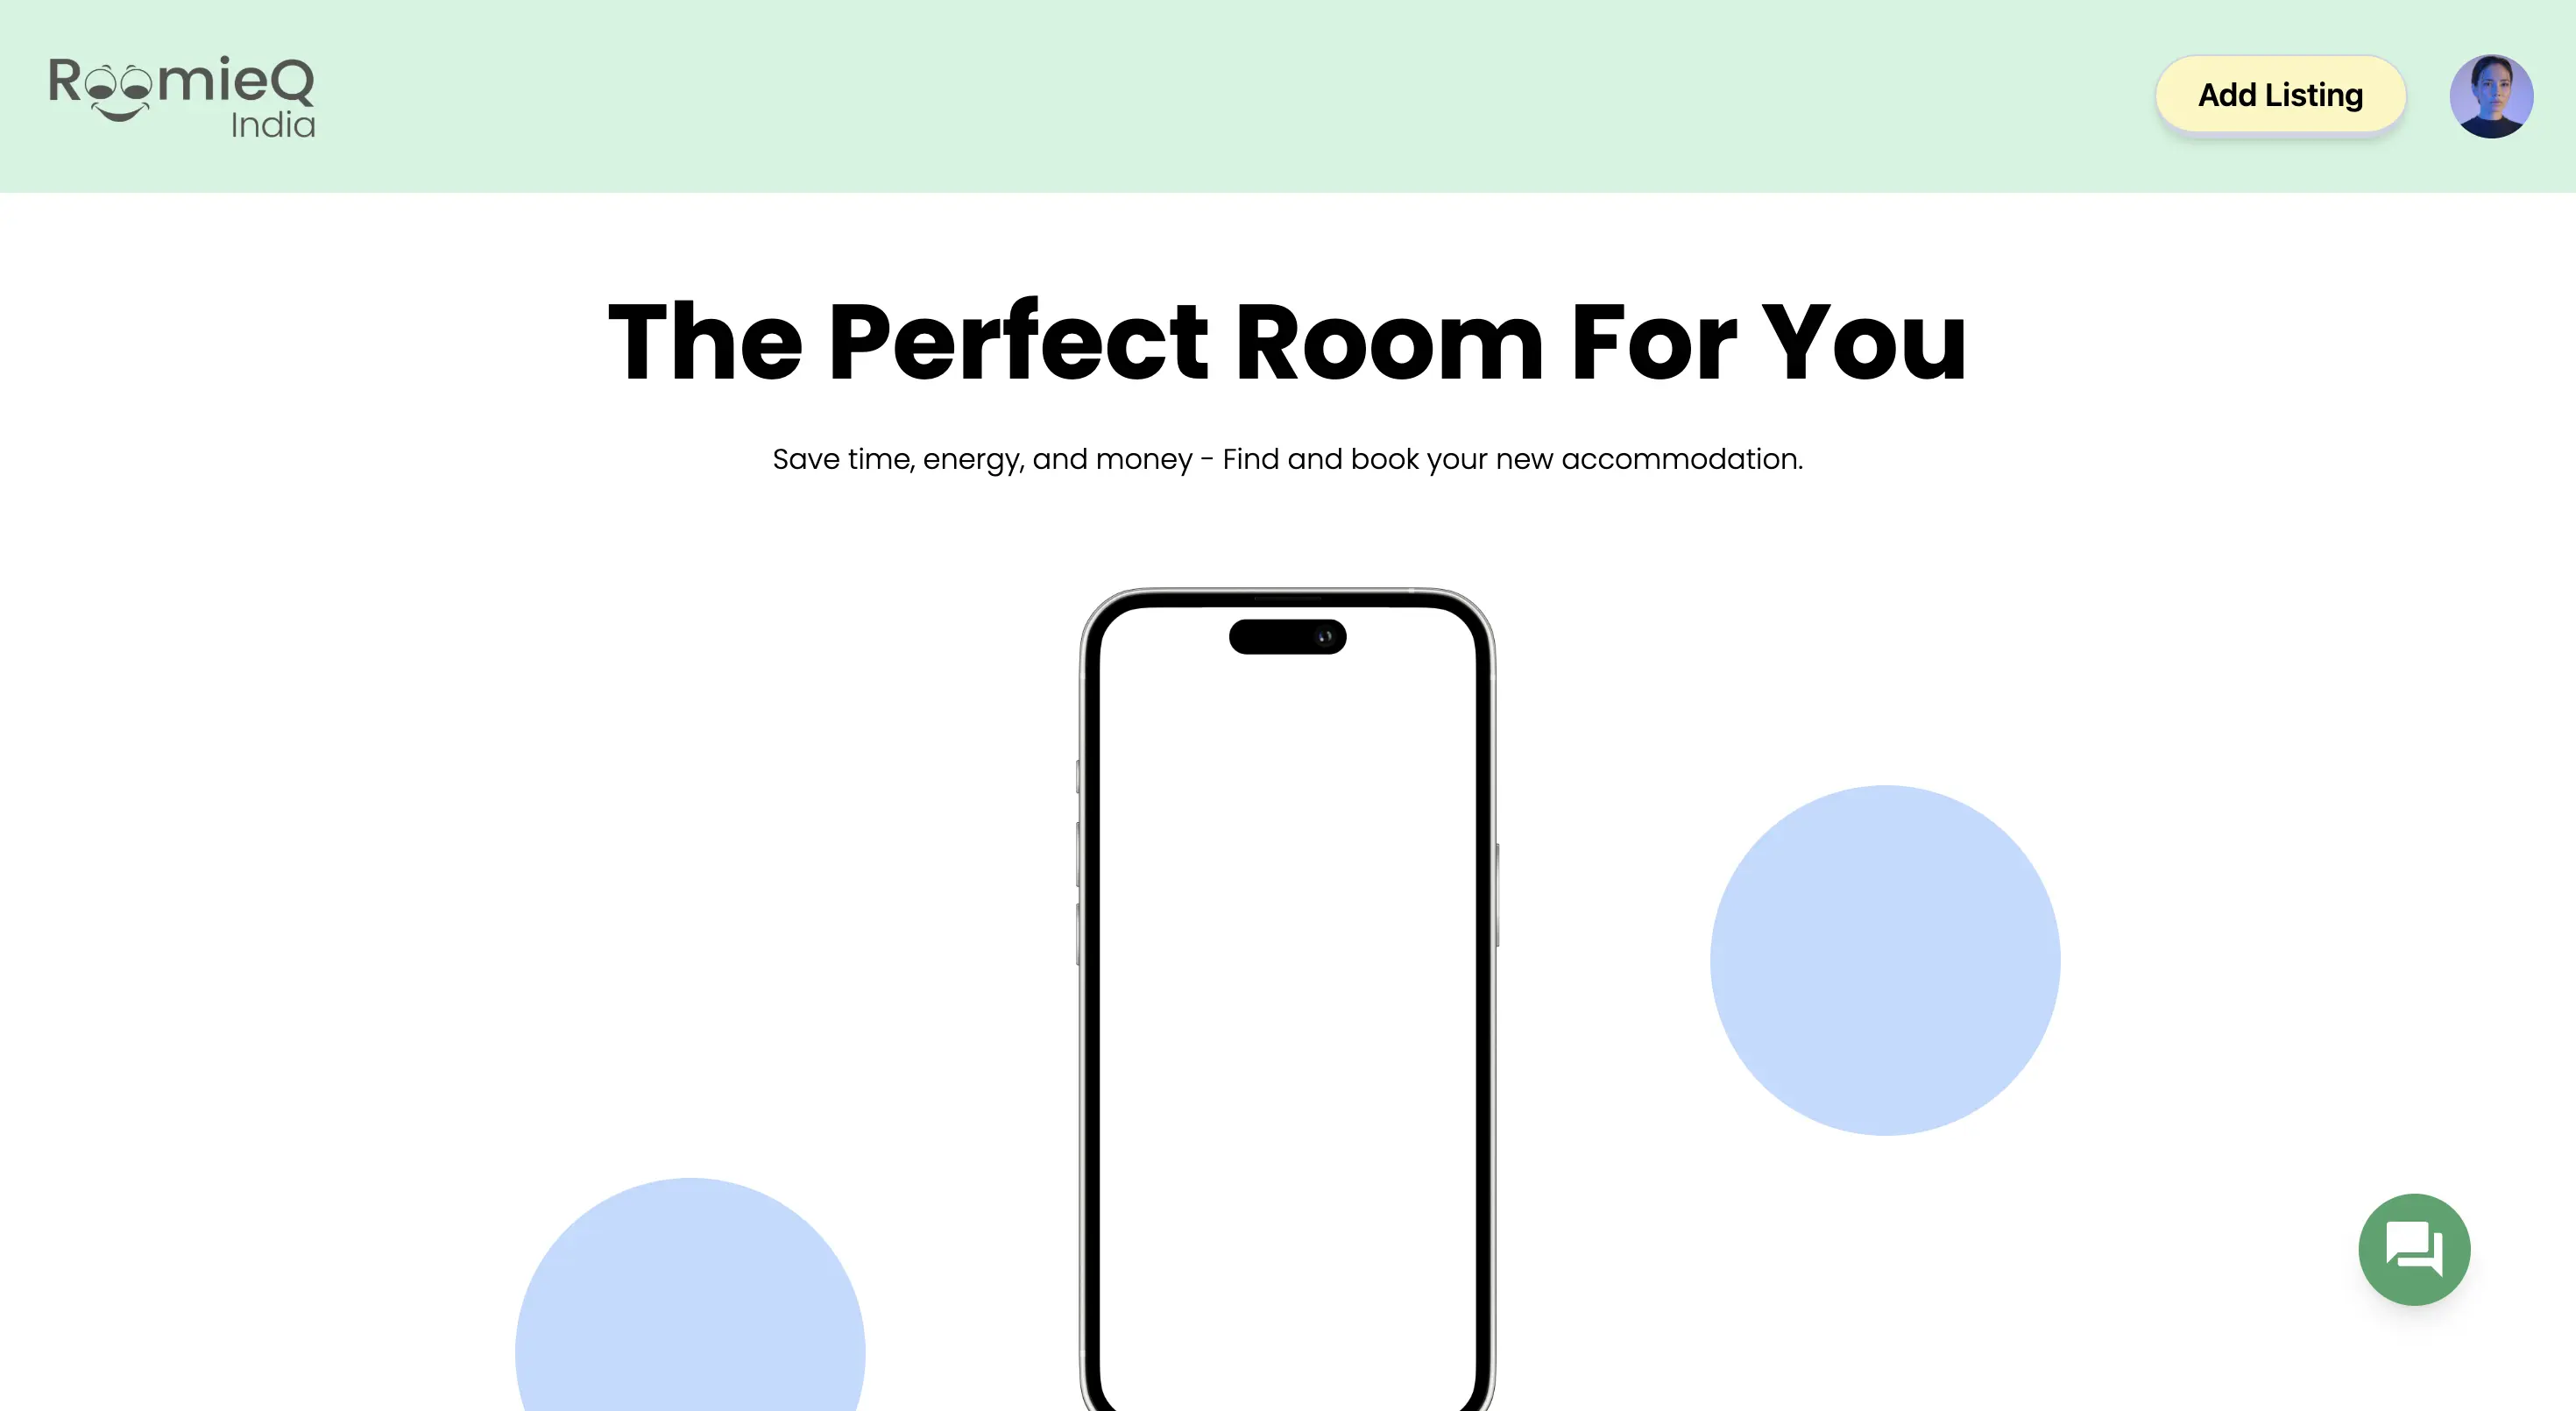 RoomieQ
India
Add Listing
The Perfect Room For You
Save time, energy, and money - Find and book your new accommodation.